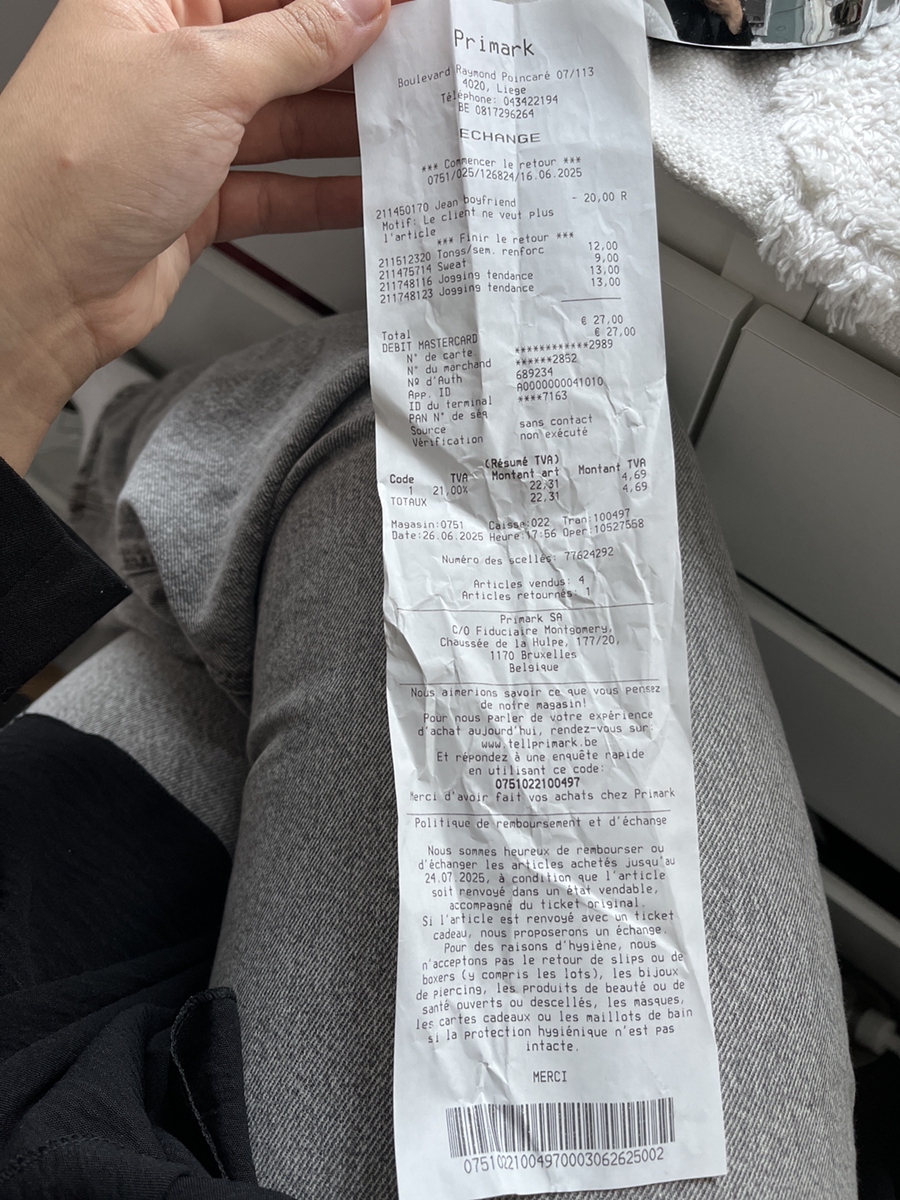 Primark
Boulevard Raymond Poincaré 07/113
4020, Liege
Téléphone: 043422194
BE 0817296264
ECHANGE
*** Commencer le retour ***
0751/025/126824/16.06.2025
211450170 Jean boyfriend - 20,00 R
Motif: Le client ne veut plus
l'article
*** Finir le retour ***
211512320 Tongs/sem. renforc 12,00
211475714 Sweat 9,00
211748116 Jogging tendance 13,00
211748123 Jogging tendance 13,00
Total € 27,00
DEBIT MASTERCARD € 27,00
N° de carte ************2989
N° du marchand ******2852
Nº d'Auth 689234
App. ID A0000000041010
ID du terminal ****7163
PAN N° de séq
Source sans contact
Vérification non exécuté
(Résumé TVA)
Code TVA Montant art Montant TVA
1 21,00% 22,31 4,69
TOTAUX 22,31 4,69
Magasin:0751 Caisse:022 Tran:100497
Date:26.06.2025 Heure:17:56 Oper:10527558
Numéro des scellés: 77624292
Articles vendus: 4
Articles retournés: 1
Primark SA
C/O Fiduciaire Montgomery,
Chaussée de la Hulpe, 177/20,
1170 Bruxelles
Belgique
Nous aimerions savoir ce que vous pensez
de notre magasin!
Pour nous parler de votre expérience
d'achat aujourd'hui, rendez-vous sur:
www.tellprimark.be
Et répondez à une enquête rapide
en utilisant ce code:
0751022100497
Merci d'avoir fait vos achats chez Primark
Politique de remboursement et d'échange
Nous sommes heureux de rembourser ou
d'échanger les articles achetés jusqu'au
24.07.2025, à condition que l'article
soit renvoyé dans un état vendable,
accompagné du ticket original.
Si l'article est renvoyé avec un ticket
cadeau, nous proposerons un échange.
Pour des raisons d'hygiène, nous
n'acceptons pas le retour de slips ou de
boxers (y compris les lots), les bijoux
de piercing, les produits de beauté ou de
santé ouverts ou descellés, les masques,
les cartes cadeaux ou les maillots de bain
si la protection hygiénique n'est pas
intacte.
MERCI
07510221004970003062625002